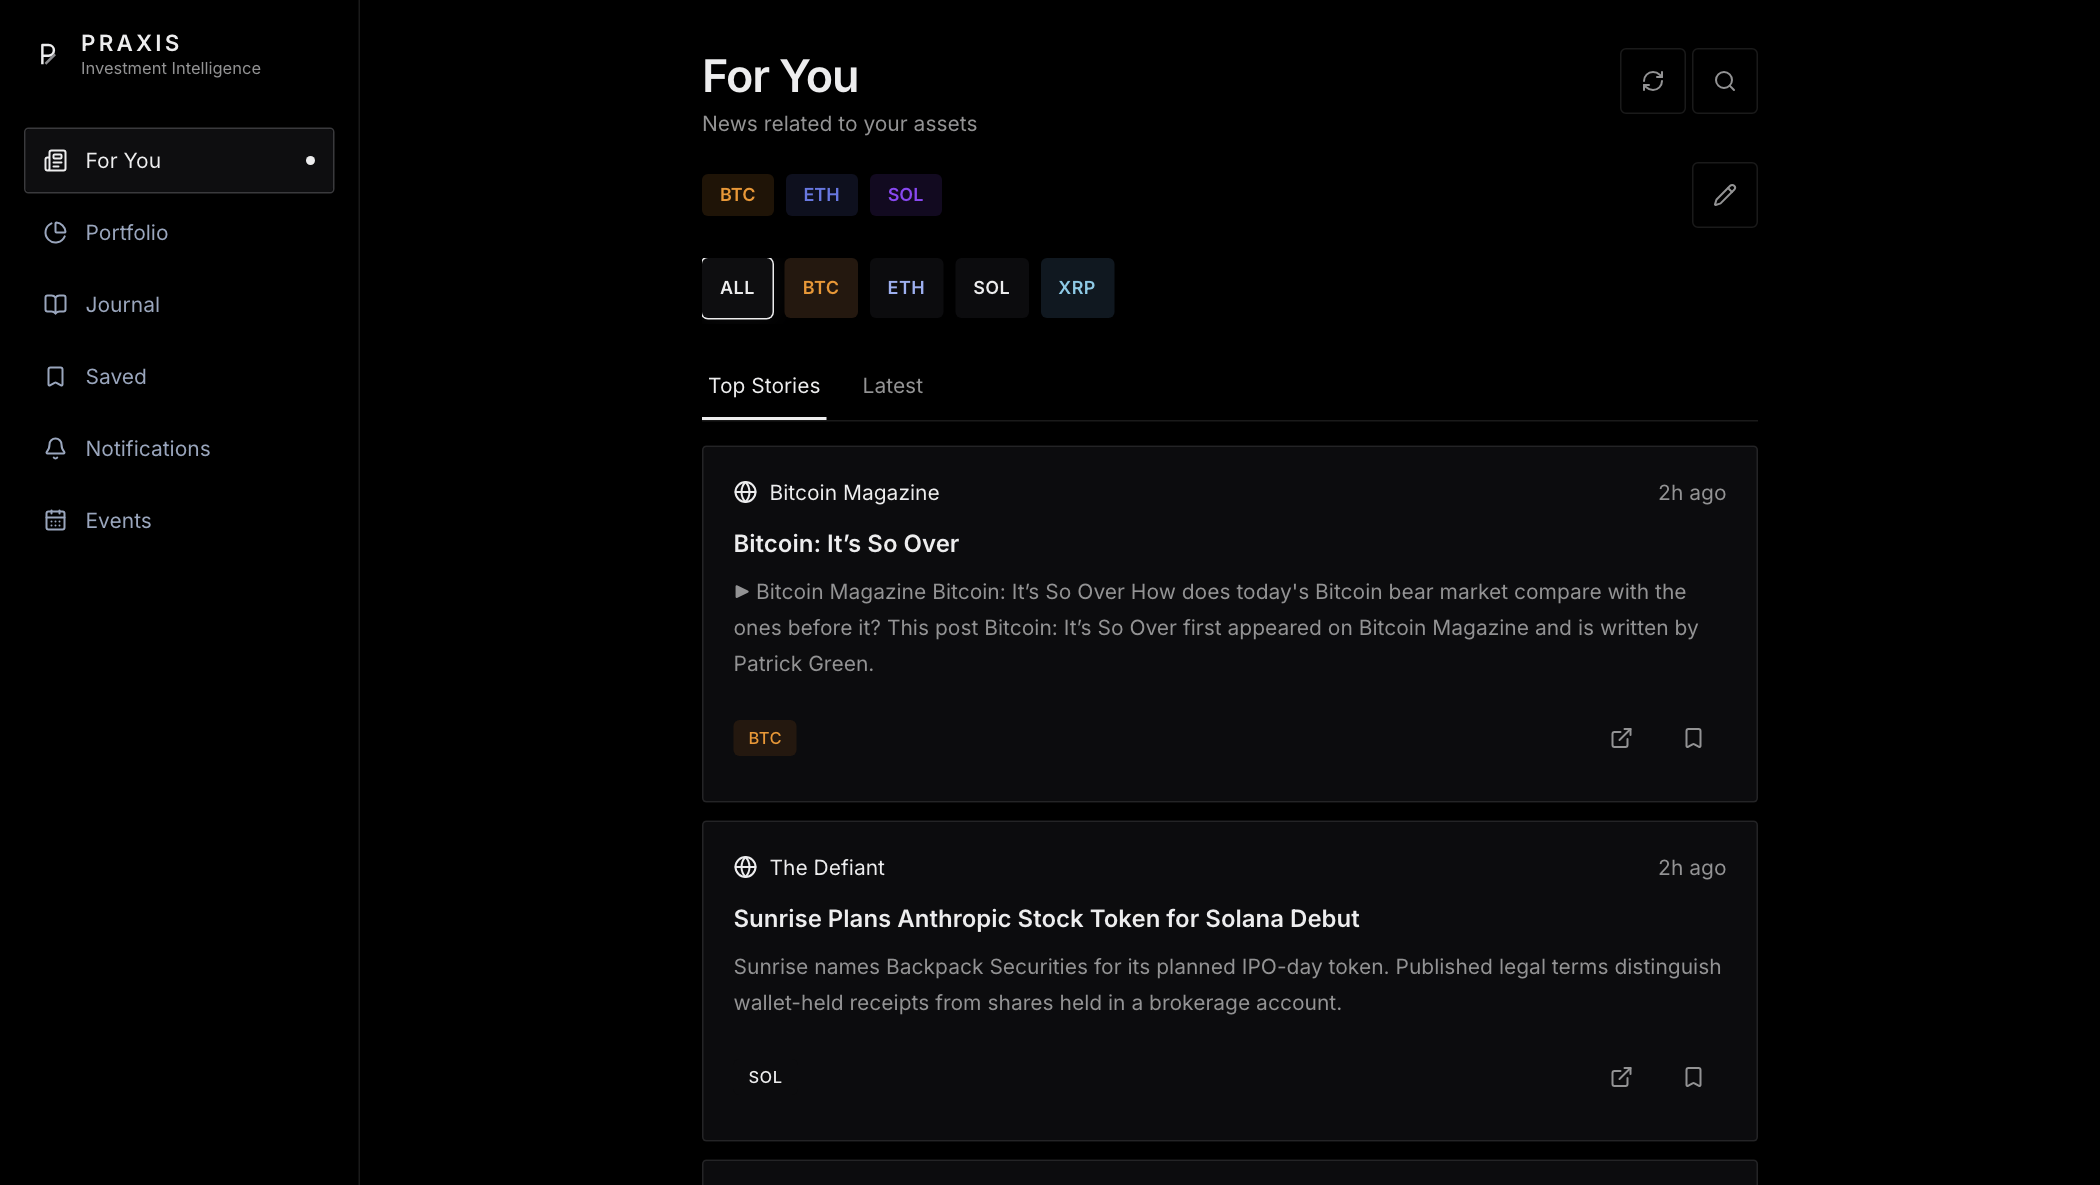 PRAXIS
Investment Intelligence
For You
Portfolio
Journal
Saved
Notifications
Events
For You
News related to your assets
BTC ETH SOL
ALL BTC ETH SOL XRP
Top Stories Latest
Bitcoin Magazine 2h ago
Bitcoin: It’s So Over
▶ Bitcoin Magazine Bitcoin: It’s So Over How does today's Bitcoin bear market compare with the
ones before it? This post Bitcoin: It’s So Over first appeared on Bitcoin Magazine and is written by
Patrick Green.
BTC
The Defiant 2h ago
Sunrise Plans Anthropic Stock Token for Solana Debut
Sunrise names Backpack Securities for its planned IPO-day token. Published legal terms distinguish
wallet-held receipts from shares held in a brokerage account.
SOL